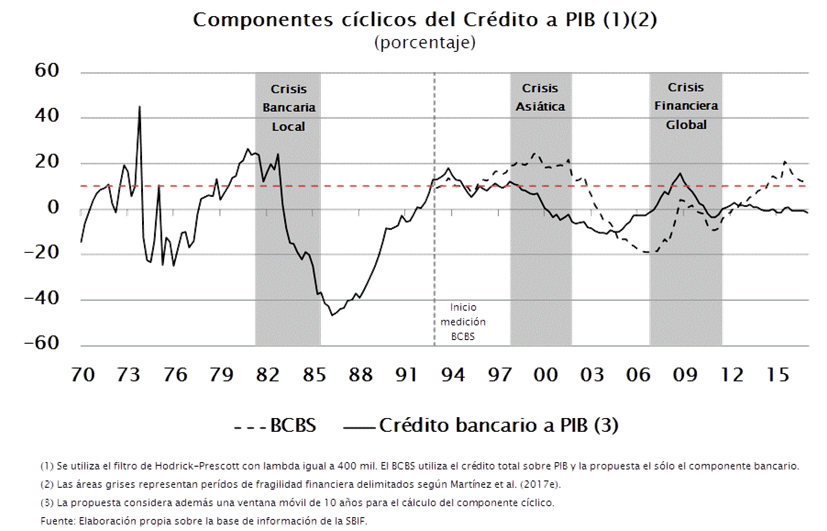 Componentes cíclicos del Crédito a PIB (1)(2)
(porcentaje)
60
40
20
0
-20
-40
-60
Crisis
Bancaria
Local
Crisis
Asiática
Crisis
Financiera
Global
Inicio
medición
BCBS
70 73 76 79 82 85 88 91 94 97 00 03 06 09 12 15
BCBS
Crédito bancario a PIB (3)
(1) Se utiliza el filtro de Hodrick-Prescott con lambda igual a 400 mil. El BCBS utiliza el crédito total sobre PIB y la propuesta el sólo el componente bancario.
(2) Las áreas grises representan perídos de fragilidad financiera delimitados según Martínez et al. (2017e).
(3) La propuesta considera además una ventana móvil de 10 años para el cálculo del componente cíclico.
Fuente: Elaboración propia sobre la base de información de la SBIF.